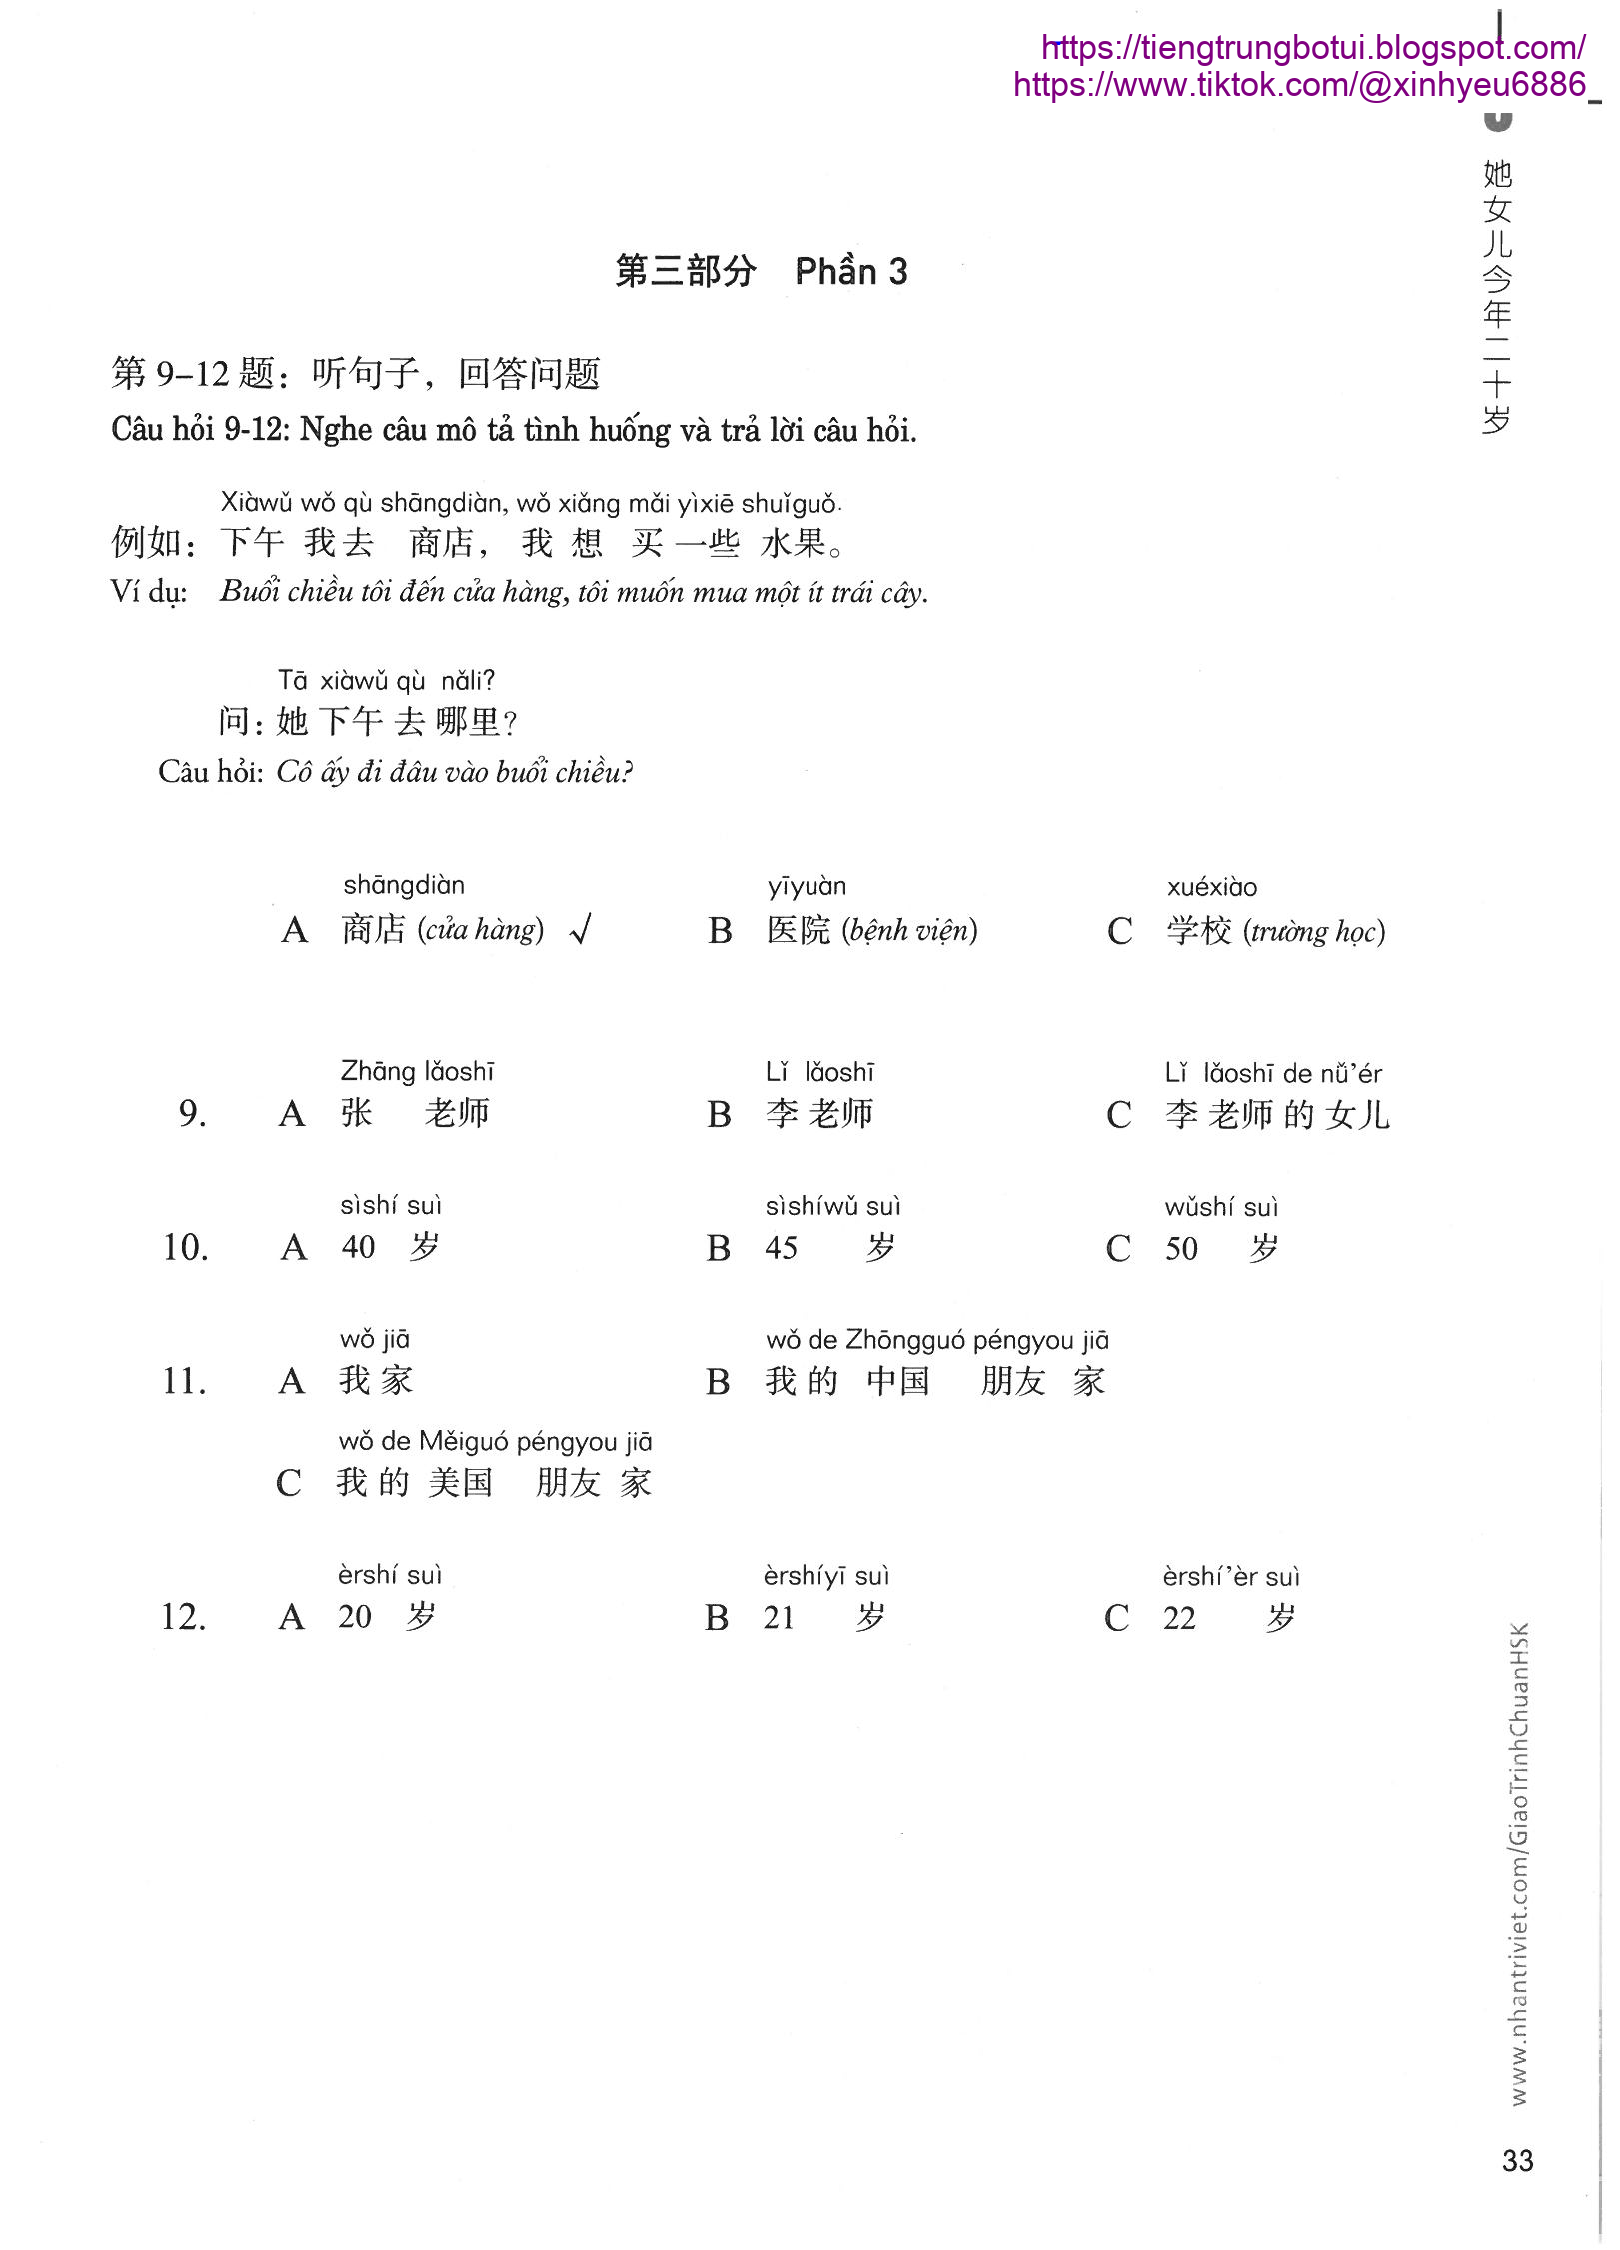 https://tiengtrungbotui.blogspot.com/
https://www.tiktok.com/@xinhyeu6886
她女儿今年二十岁
第三部分 Phần 3
第 9–12 题：听句子，回答问题
Câu hỏi 9-12: Nghe câu mô tả tình huống và trả lời câu hỏi.
Xiàwǔ wǒ qù shāngdiàn, wǒ xiǎng mǎi yìxiē shuǐguǒ.
例如：下午 我去 商店，我 想 买 一些 水果。
Ví dụ: Buổi chiều tôi đến cửa hàng, tôi muốn mua một ít trái cây.
Tā xiàwǔ qù nǎli?
问：她 下午 去 哪里？
Câu hỏi: Cô ấy đi đâu vào buổi chiều?
shāngdiàn yīyuàn xuéxiào
A 商店 (cửa hàng) √ B 医院 (bệnh viện) C 学校 (trường học)
Zhāng lǎoshī Lǐ lǎoshī Lǐ lǎoshī de nǚ’ér
9. A 张 老师 B 李 老师 C 李 老师 的 女儿
sìshí suì sìshíwǔ suì wǔshí suì
10. A 40 岁 B 45 岁 C 50 岁
wǒ jiā wǒ de Zhōngguó péngyou jiā
11. A 我 家 B 我 的 中国 朋友 家
wǒ de Měiguó péngyou jiā
C 我 的 美国 朋友 家
èrshí suì èrshíyī suì èrshí’èr suì
12. A 20 岁 B 21 岁 C 22 岁
www.nhantriviet.com/GiaoTrinhChuanHSK
33